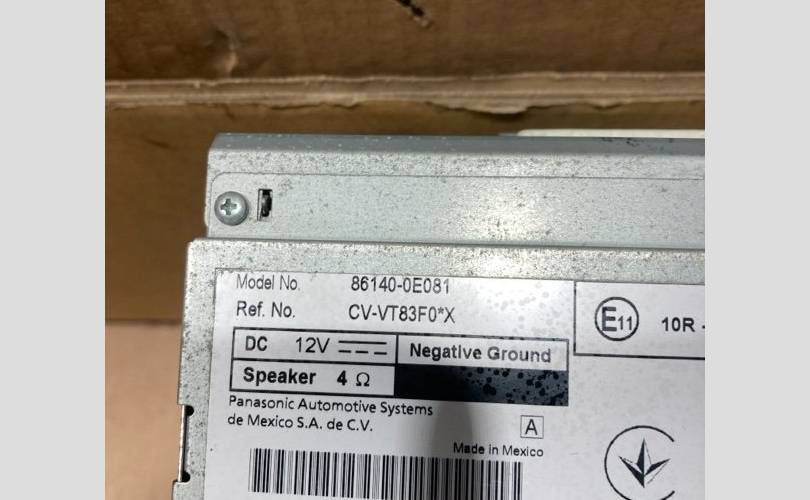 Model No. 86140-0E081
Ref. No. CV-VT83F0*X
E11 10R -
DC 12V
Negative Ground
Speaker 4 Ω
Panasonic Automotive Systems
de Mexico S.A. de C.V.
A
Made in Mexico